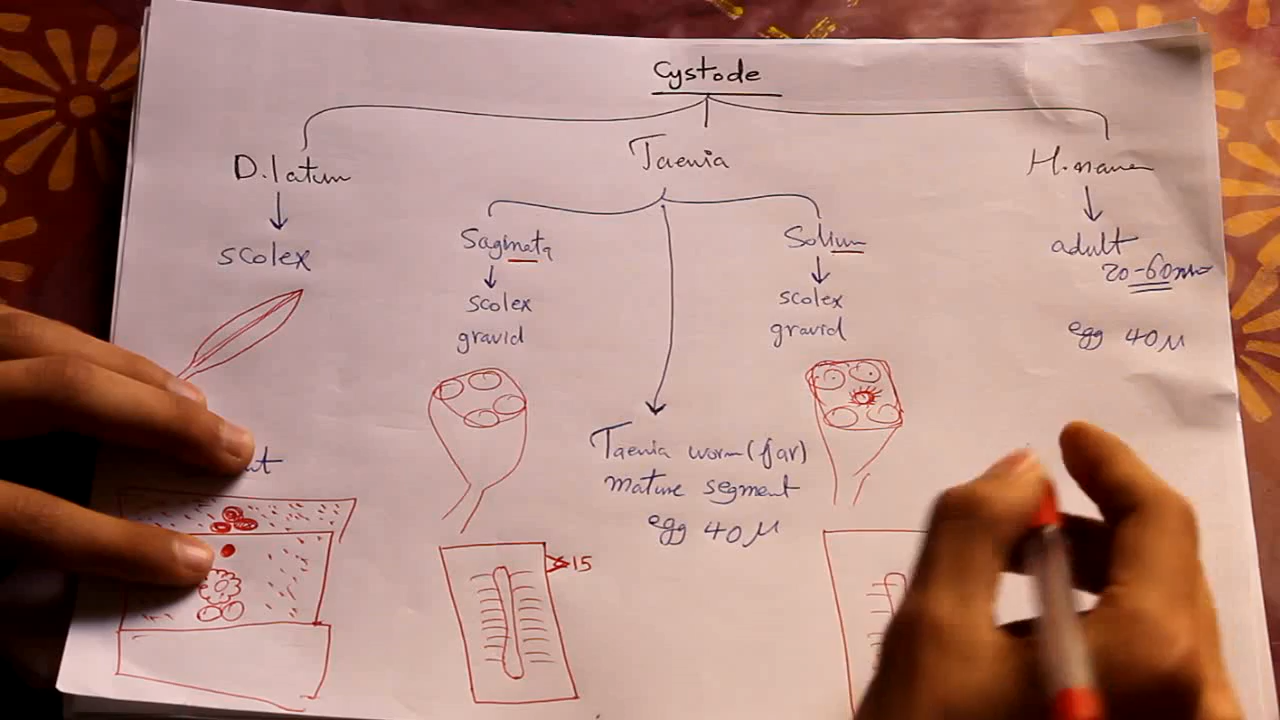 Cystode
D.latum
Taenia
H.nana
scolex
Saginata
Solium
adult
20-60mm
scolex
gravid
scolex
gravid
egg 40 µ
Taenia worm (Jar)
mature segment
egg 40 µ
>15